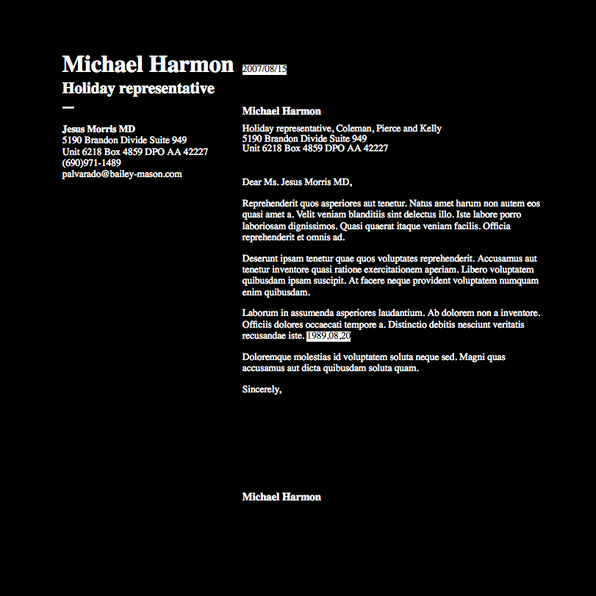 Michael Harmon
Holiday representative
—
Jesus Morris MD
5190 Brandon Divide Suite 949
Unit 6218 Box 4859 DPO AA 42227
(690)971-1489
palvarado@bailey-mason.com
2007/08/15
Michael Harmon
Holiday representative, Coleman, Pierce and Kelly
5190 Brandon Divide Suite 949
Unit 6218 Box 4859 DPO AA 42227
Dear Ms. Jesus Morris MD,
Reprehenderit quos asperiores aut tenetur. Natus amet harum non autem eos
quasi amet a. Velit veniam blanditiis sint delectus illo. Iste labore porro
laboriosam dignissimos. Quasi quaerat itaque veniam facilis. Officia
reprehenderit et omnis ad.
Deserunt ipsam tenetur quae quos voluptates reprehenderit. Accusamus aut
tenetur inventore quasi ratione exercitationem aperiam. Libero voluptatem
quibusdam ipsam suscipit. At facere neque provident voluptatem numquam
enim quibusdam.
Laborum in assumenda asperiores laudantium. Ab dolorem non a inventore.
Officiis dolores occaecati tempore a. Distinctio debitis nesciunt veritatis
recusandae iste. 1989,08,20
Doloremque molestias id voluptatem soluta neque sed. Magni quas
accusamus aut dicta quibusdam soluta quam.
Sincerely,
Michael Harmon